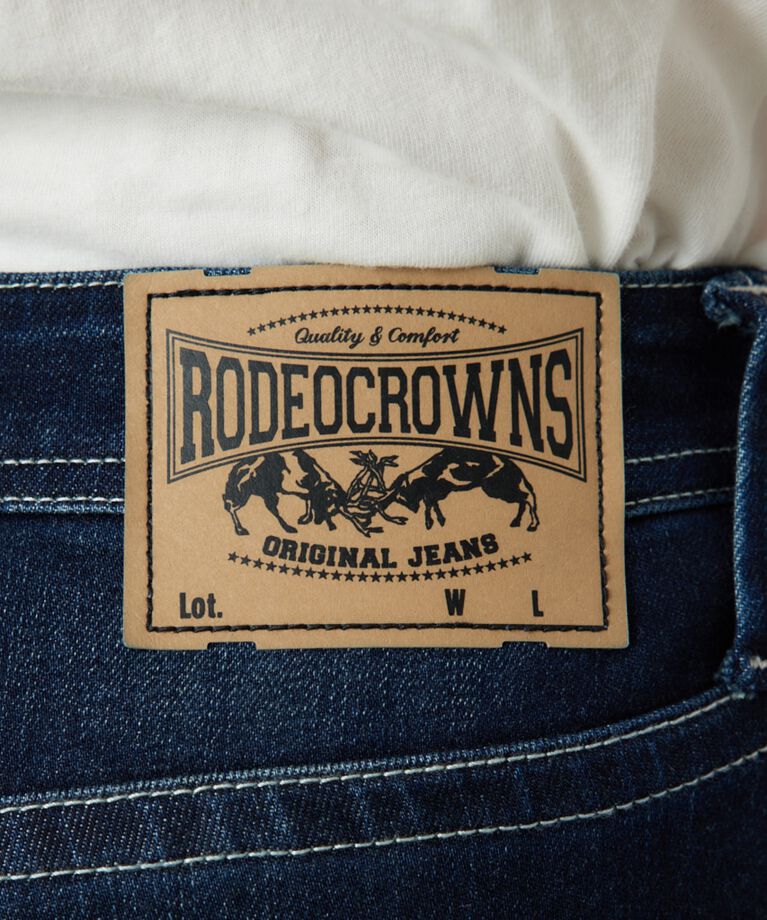 Quality & Comfort
RODEOCROWNS
ORIGINAL JEANS
Lot. W L